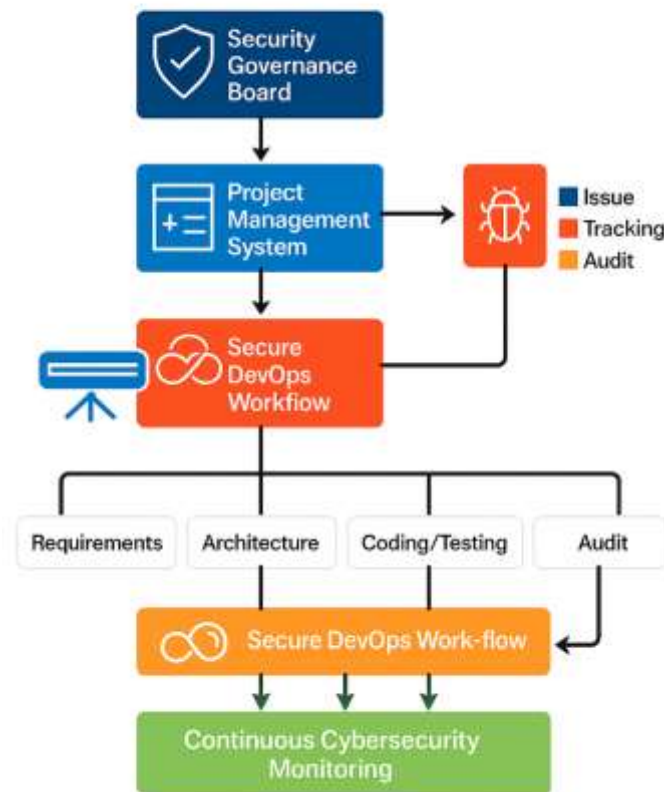 Security
Governance
Board
Project
Management
System
Issue
Tracking
Audit
Secure
DevOps
Workflow
Requirements
Architecture
Coding/Testing
Audit
Secure DevOps Work-flow
Continuous Cybersecurity
Monitoring